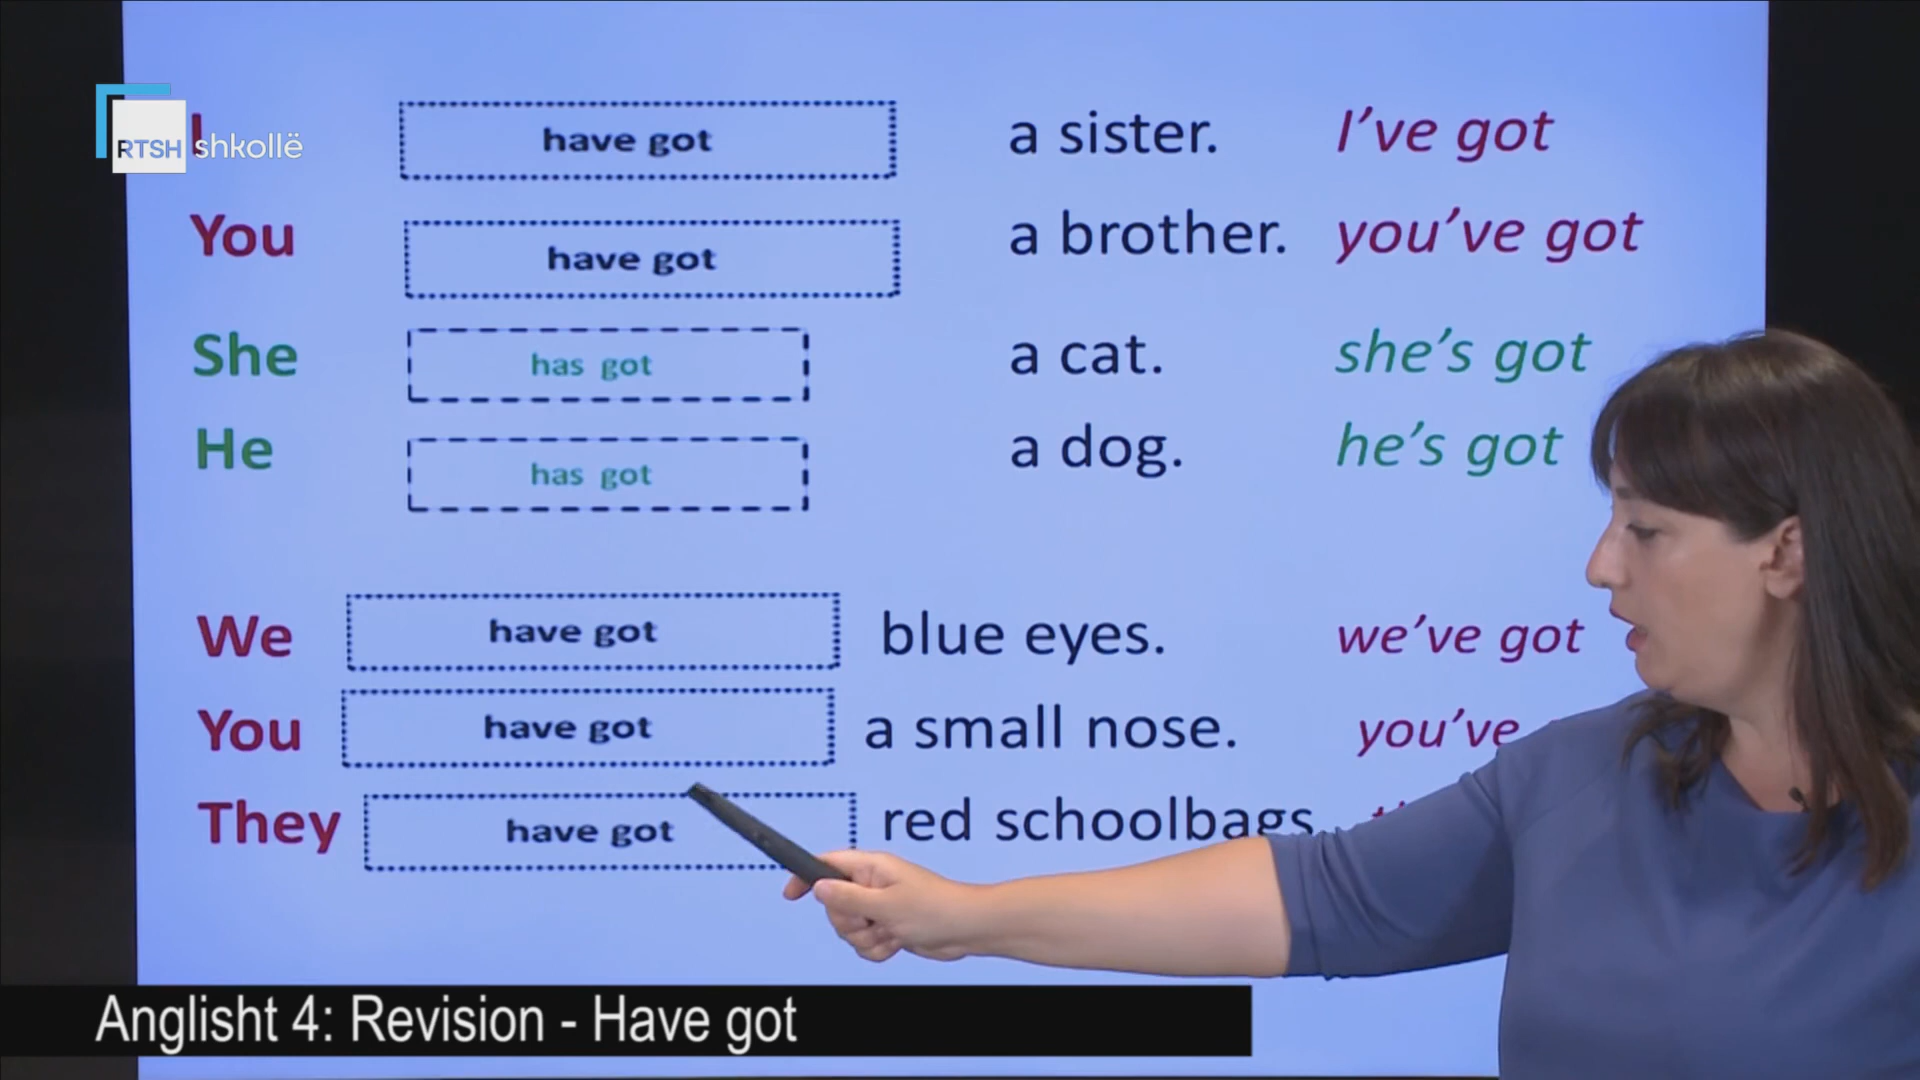 RTSH shkollë
I have got a sister. I've got
You have got a brother. you've got
She has got a cat. she's got
He has got a dog. he's got
We have got blue eyes. we've got
You have got a small nose. you've
They have got red schoolbags
Anglisht 4: Revision - Have got